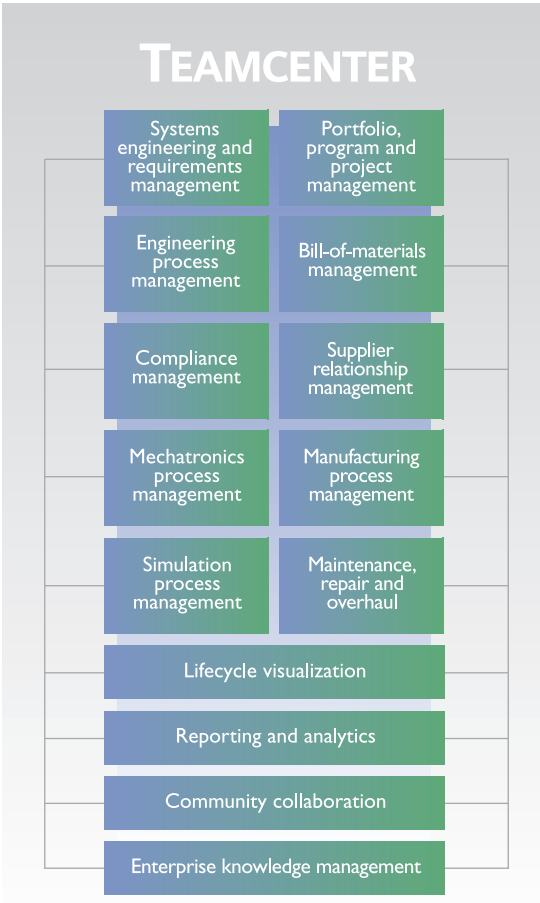 TEAMCENTER
Systems
engineering and
requirements
management
Portfolio,
program and
project
management
Engineering
process
management
Bill-of-materials
management
Compliance
management
Supplier
relationship
management
Mechatronics
process
management
Manufacturing
process
management
Simulation
process
management
Maintenance,
repair and
overhaul
Lifecycle visualization
Reporting and analytics
Community collaboration
Enterprise knowledge management